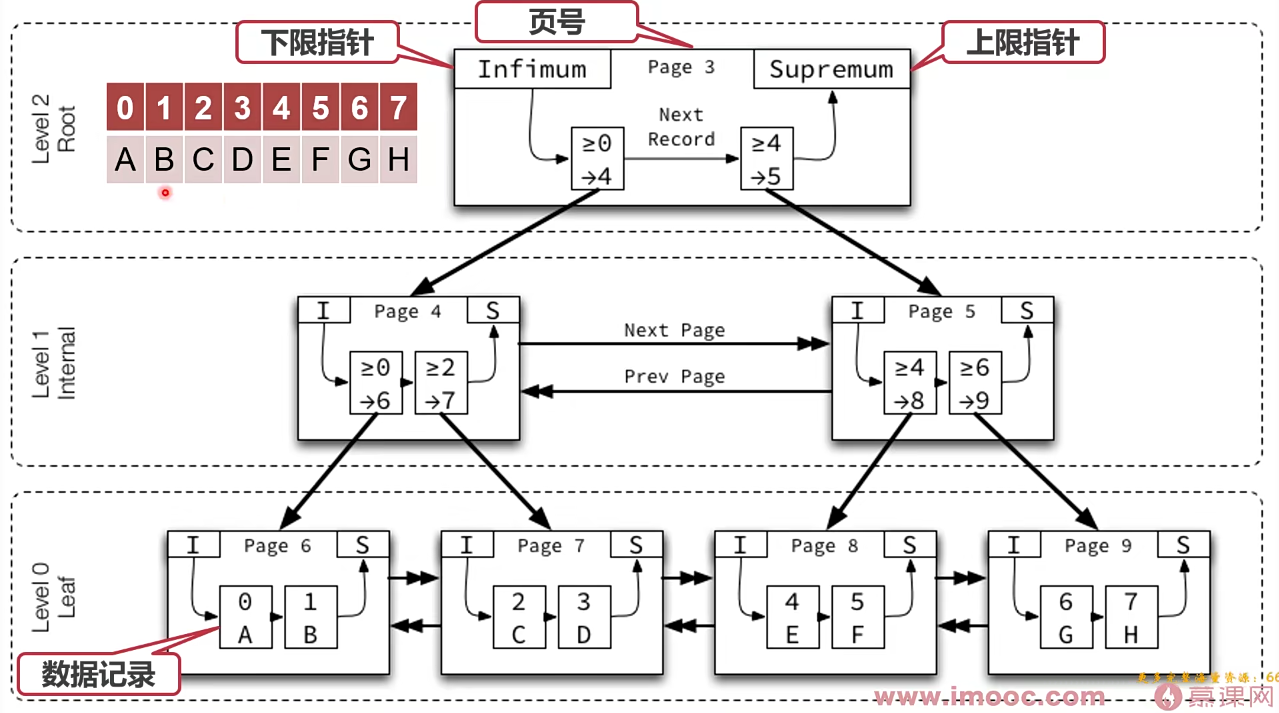 下限指针
页号
上限指针
Level 2
Root
0 1 2 3 4 5 6 7
A B C D E F G H
Infimum
Page 3
Supremum
Next
Record
≥0
→4
≥4
→5
Level 1
Internal
I Page 4 S
≥0 ≥2
→6 →7
Next Page
Prev Page
I Page 5 S
≥4 ≥6
→8 →9
Level 0
Leaf
I Page 6 S
0 1
A B
I Page 7 S
2 3
C D
I Page 8 S
4 5
E F
I Page 9 S
6 7
G H
数据记录
www.imooc.com
慕课网